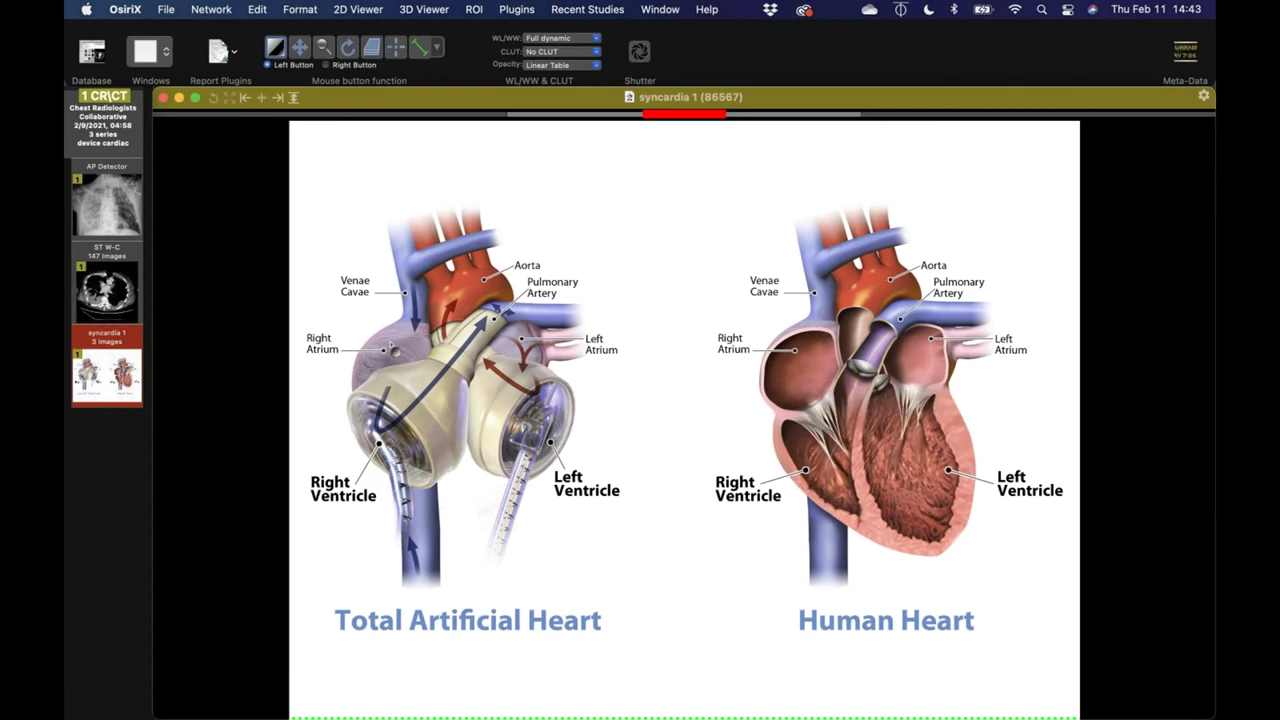 OsiriX File Network Edit Format 2D Viewer 3D Viewer ROI Plugins Recent Studies Window Help Thu Feb 11 14:43
WL/WW: Full dynamic
CLUT: No CLUT
Opacity: Linear Table
Left Button Right Button
Database Windows Report Plugins Mouse button function WL/WW & CLUT Shutter Meta-Data
syncardia 1 (86567)
1 CR\CT
Chest Radiologists
Collaborative
2/9/2021, 04:58
3 series
device cardiac
AP Detector
1
ST W-C
147 Images
1
syncardia 1
3 Images
1
Aorta
Venae
Cavae
Pulmonary
Artery
Right
Atrium
Left
Atrium
Right
Ventricle
Left
Ventricle
Total Artificial Heart
Aorta
Venae
Cavae
Pulmonary
Artery
Right
Atrium
Left
Atrium
Right
Ventricle
Left
Ventricle
Human Heart